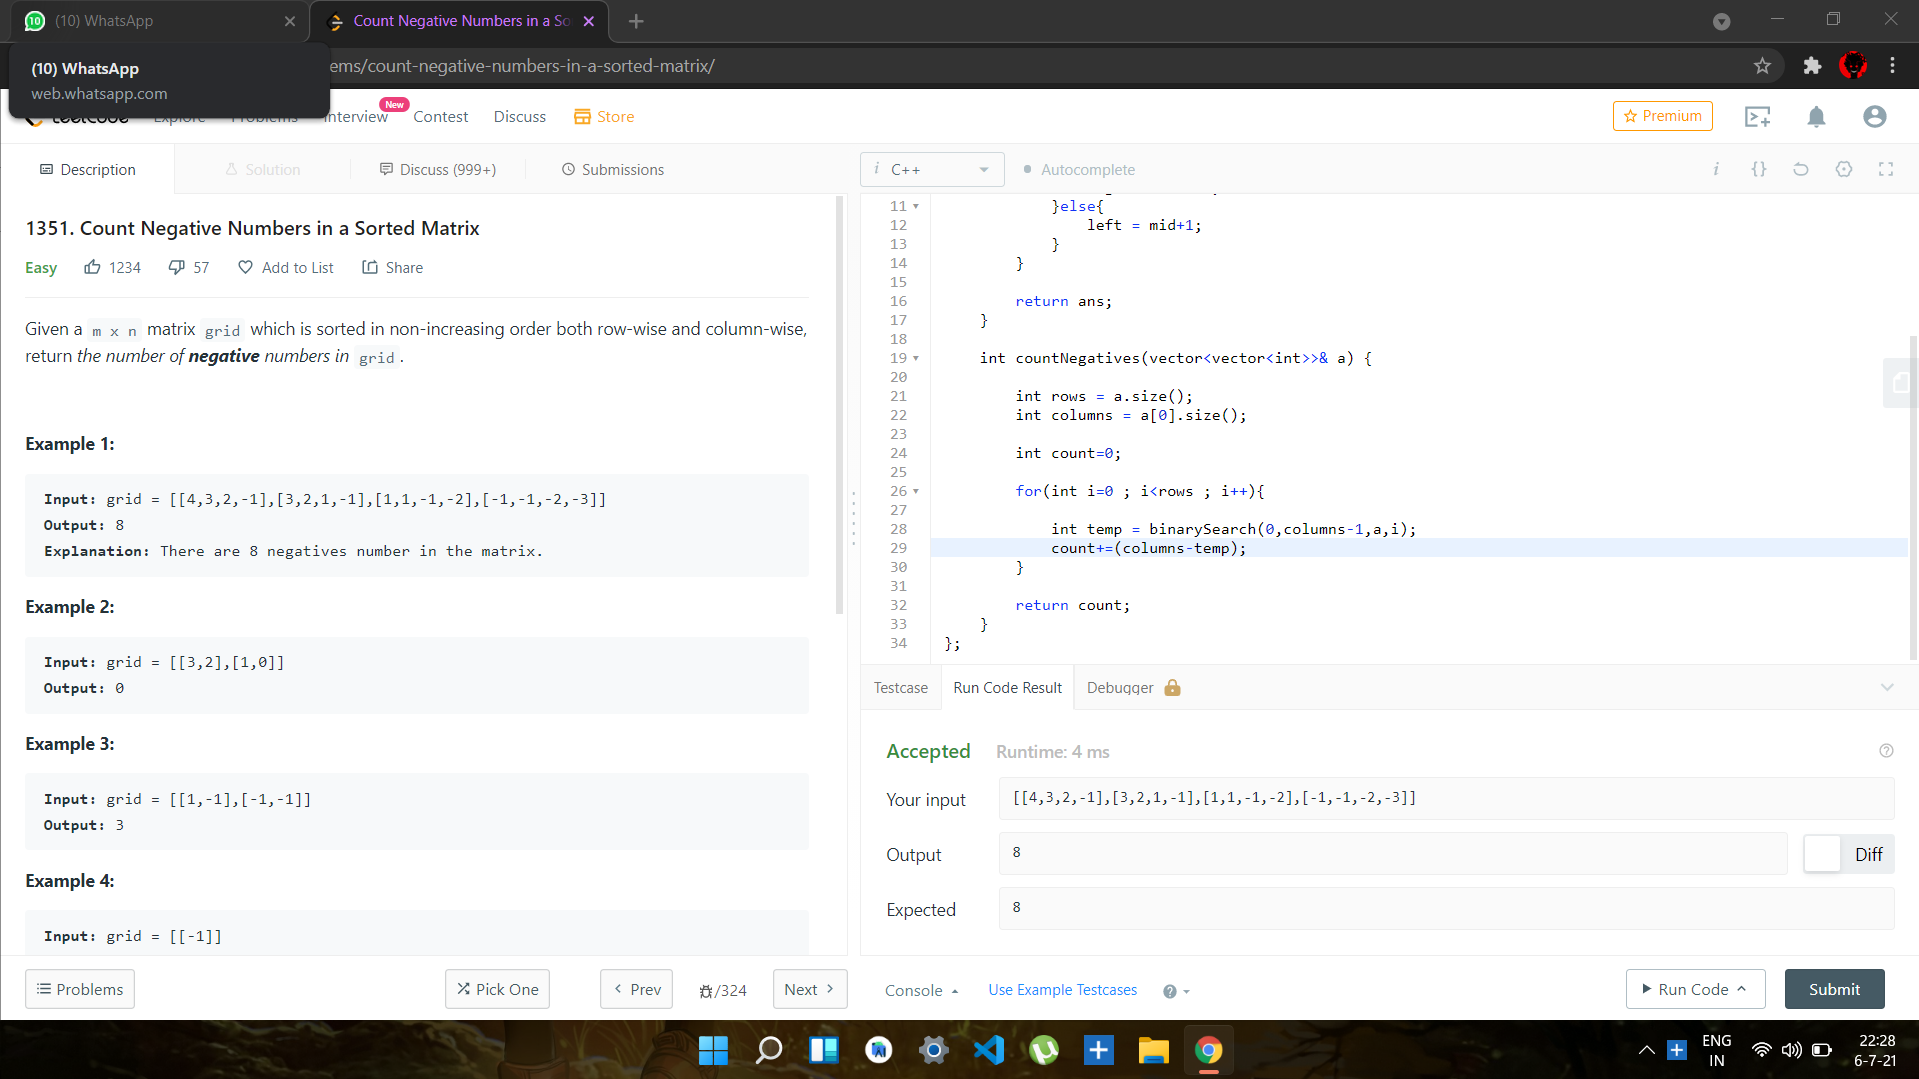 (10) WhatsApp
Count Negative Numbers in a So
(10) WhatsApp
web.whatsapp.com
ems/count-negative-numbers-in-a-sorted-matrix/
Interview
New
Contest
Discuss
Store
Premium
Description
Solution
Discuss (999+)
Submissions
i C++
Autocomplete
1351. Count Negative Numbers in a Sorted Matrix
Easy 1234 57 Add to List Share
Given a m x n matrix grid which is sorted in non-increasing order both row-wise and column-wise,
return the number of negative numbers in grid .
Example 1:
Input: grid = [[4,3,2,-1],[3,2,1,-1],[1,1,-1,-2],[-1,-1,-2,-3]]
Output: 8
Explanation: There are 8 negatives number in the matrix.
Example 2:
Input: grid = [[3,2],[1,0]]
Output: 0
Example 3:
Input: grid = [[1,-1],[-1,-1]]
Output: 3
Example 4:
Input: grid = [[-1]]
11 }else{
12 left = mid+1;
13 }
14 }
15
16 return ans;
17 }
18
19 int countNegatives(vector<vector<int>>& a) {
20
21 int rows = a.size();
22 int columns = a[0].size();
23
24 int count=0;
25
26 for(int i=0 ; i<rows ; i++){
27
28 int temp = binarySearch(0,columns-1,a,i);
29 count+=(columns-temp);
30 }
31
32 return count;
33 }
34 };
Testcase
Run Code Result
Debugger
Accepted Runtime: 4 ms
Your input [[4,3,2,-1],[3,2,1,-1],[1,1,-1,-2],[-1,-1,-2,-3]]
Output 8 Diff
Expected 8
Problems
Pick One
Prev
/324
Next
Console
Use Example Testcases
Run Code
Submit
ENG
IN
22:28
6-7-21